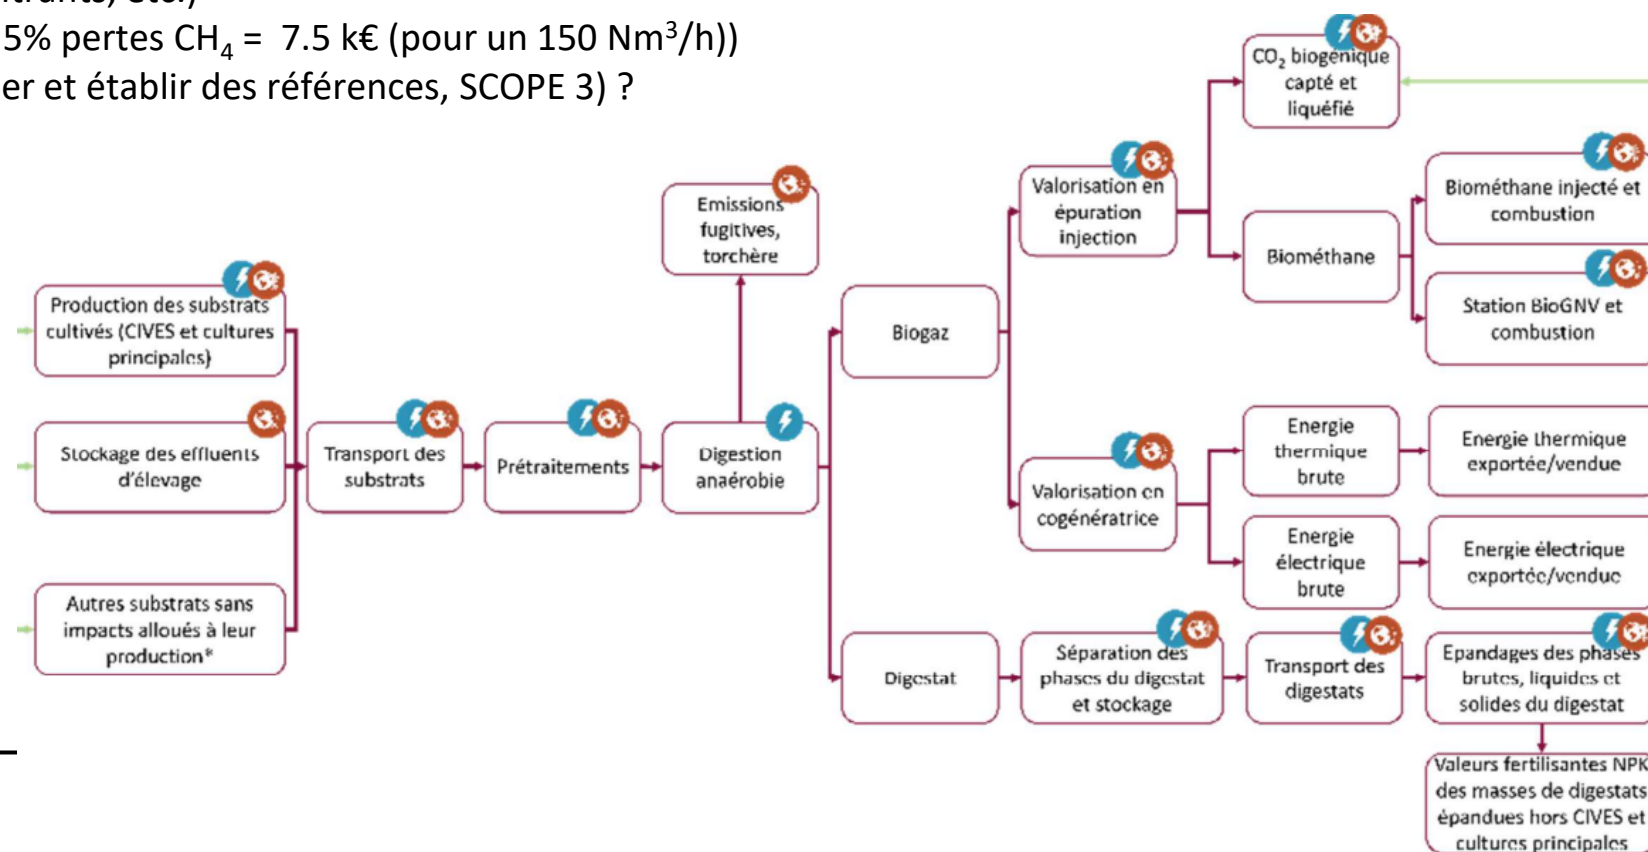 5% pertes CH4 = 7.5 k€ (pour un 150 Nm3/h))
er et établir des références, SCOPE 3) ?
CO2 biogénique
capté et
liquéfié
Valorisation en
épuration
injection
Biométhane injecté et
combustion
Biométhane
Station BioGNV et
combustion
Emissions
fugitives,
torchère
Production des substrats
cultivés (CIVES et cultures
principales)
Biogaz
Stockage des effluents
d'élevage
Transport des
substrats
Prétraitements
Digestion
anaérobie
Valorisation en
cogénératrice
Energie
thermique
brute
Energie thermique
exportée/vendue
Energie
électrique
brute
Energie électrique
exportée/vendue
Autres substrats sans
impacts alloués à leur
production*
Digestat
Séparation des
phases du digestat
et stockage
Transport des
digestats
Epandages des phases
brutes, liquides et
solides du digestat
Valeurs fertilisantes NPK
des masses de digestats
épandues hors CIVES et
cultures principales